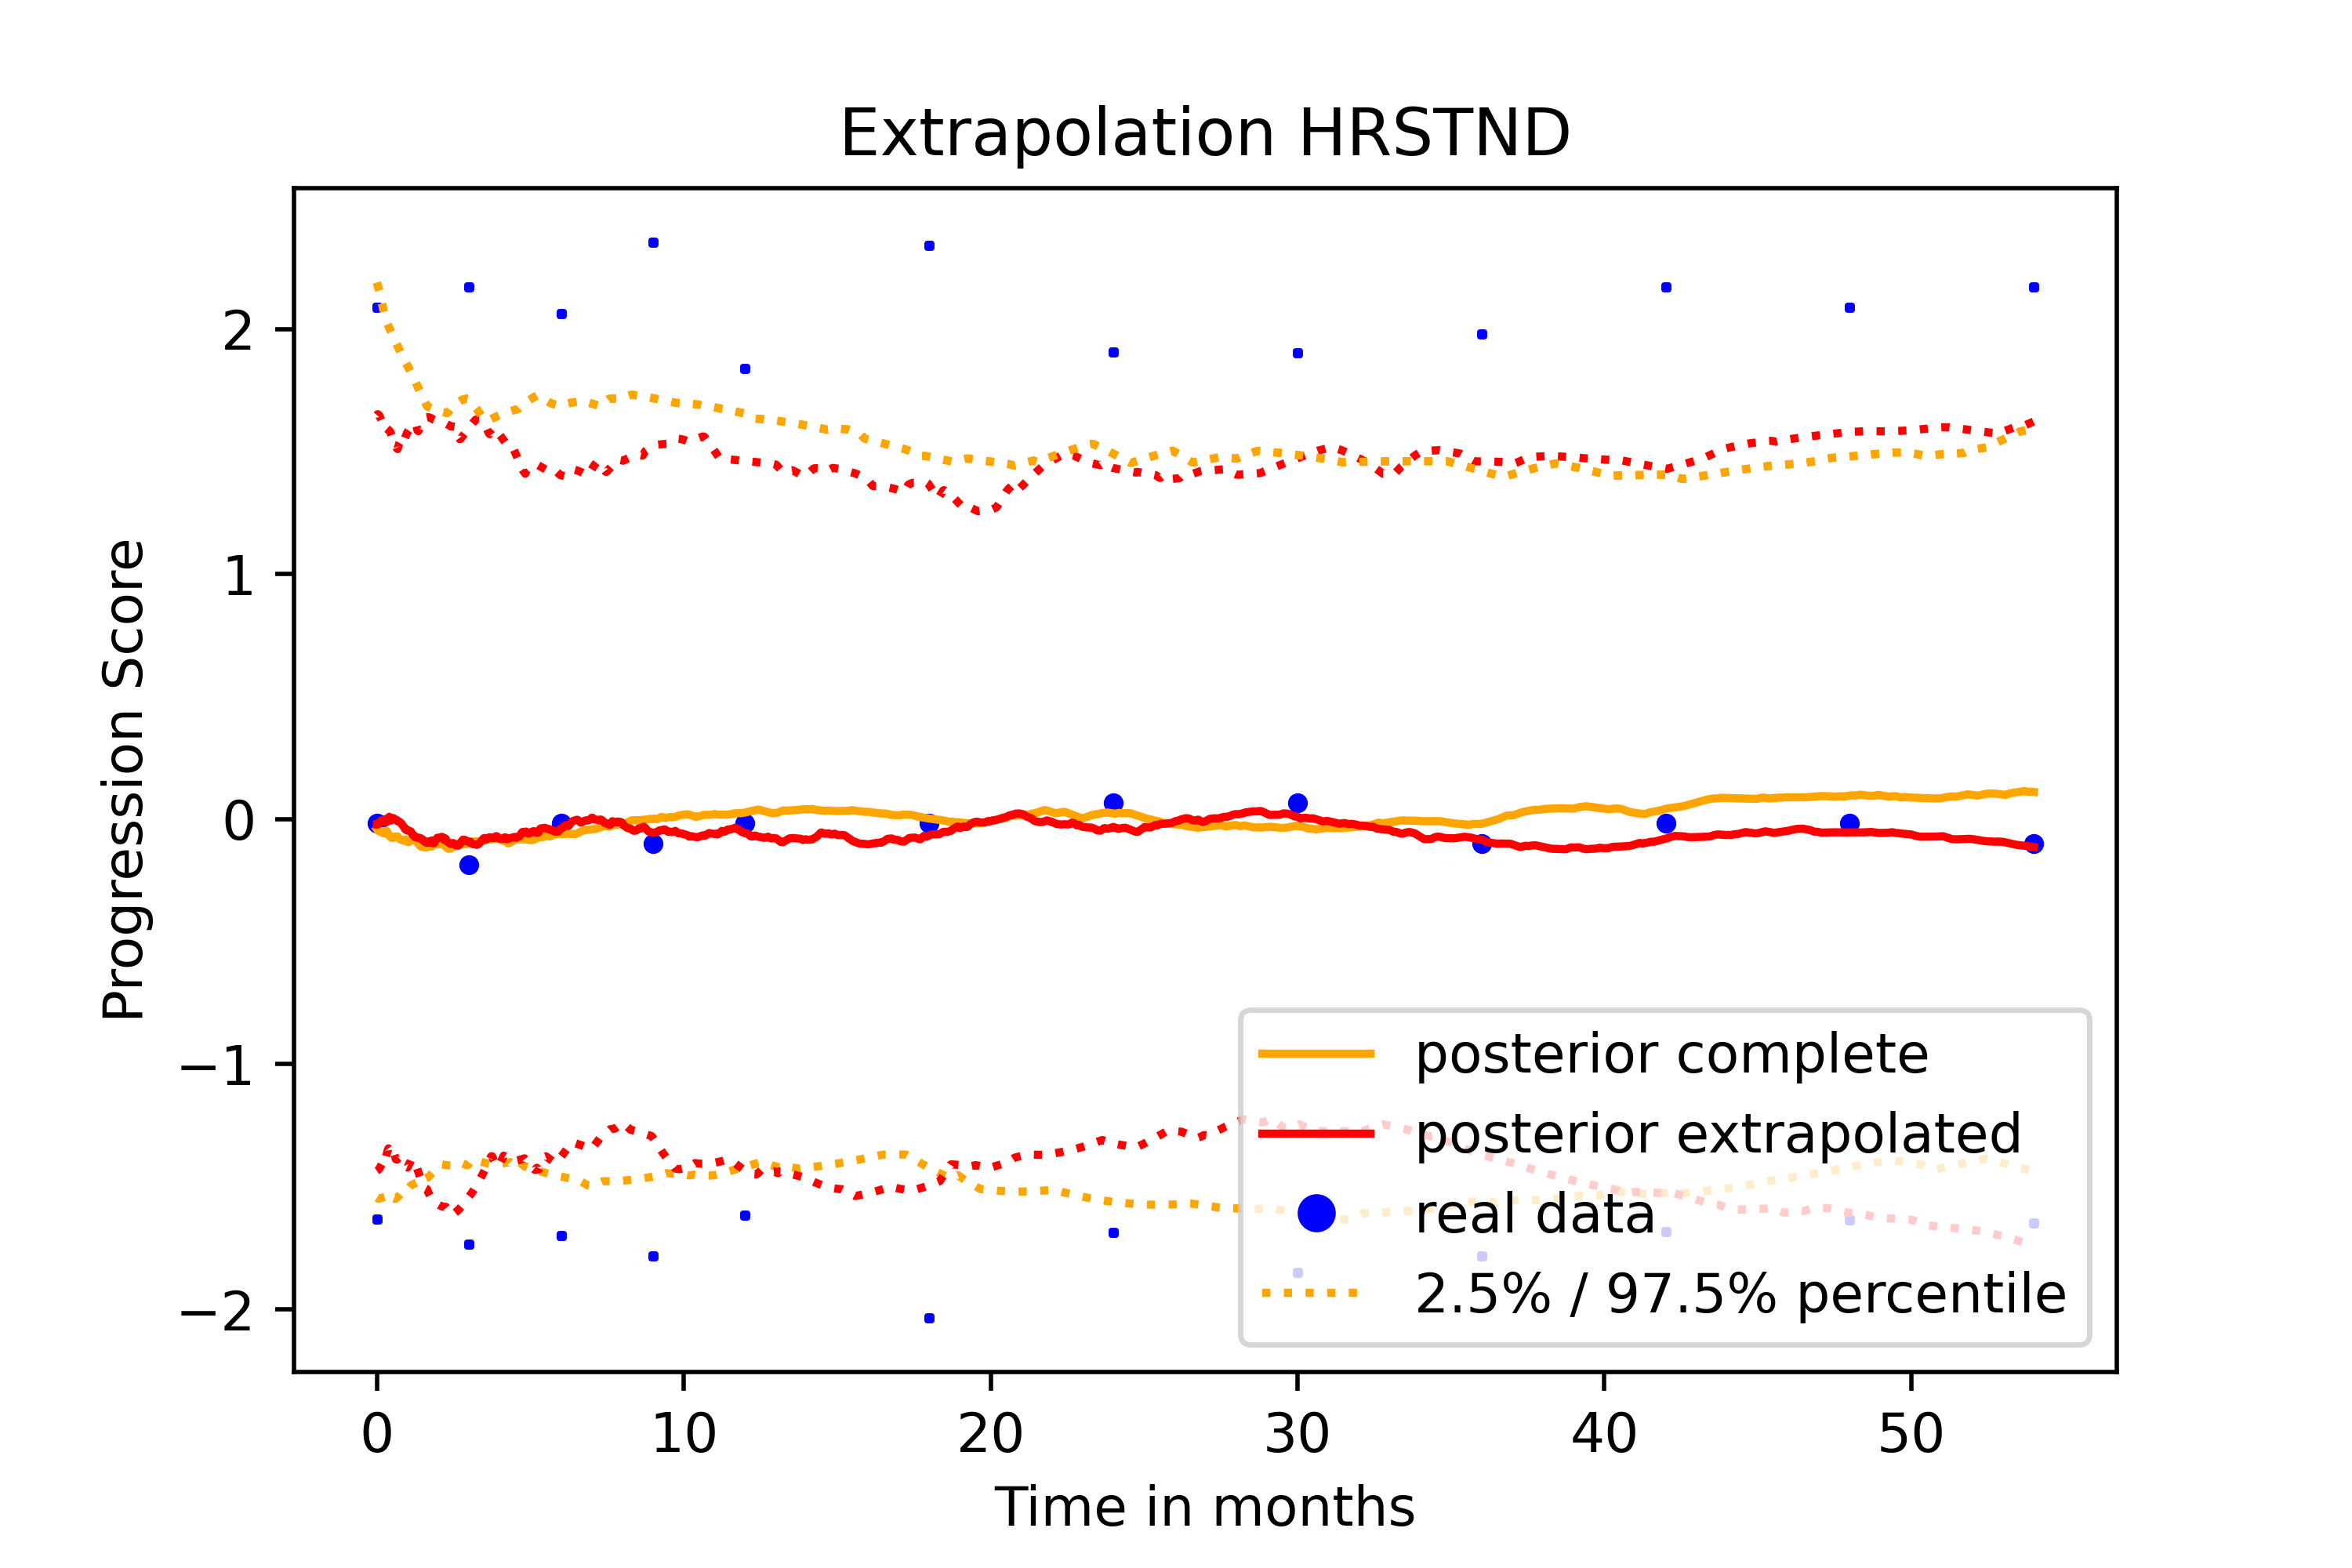 Extrapolation HRSTND
Progression Score
2
1
0
−1
−2
posterior complete
posterior extrapolated
real data
2.5% / 97.5% percentile
0 10 20 30 40 50
Time in months